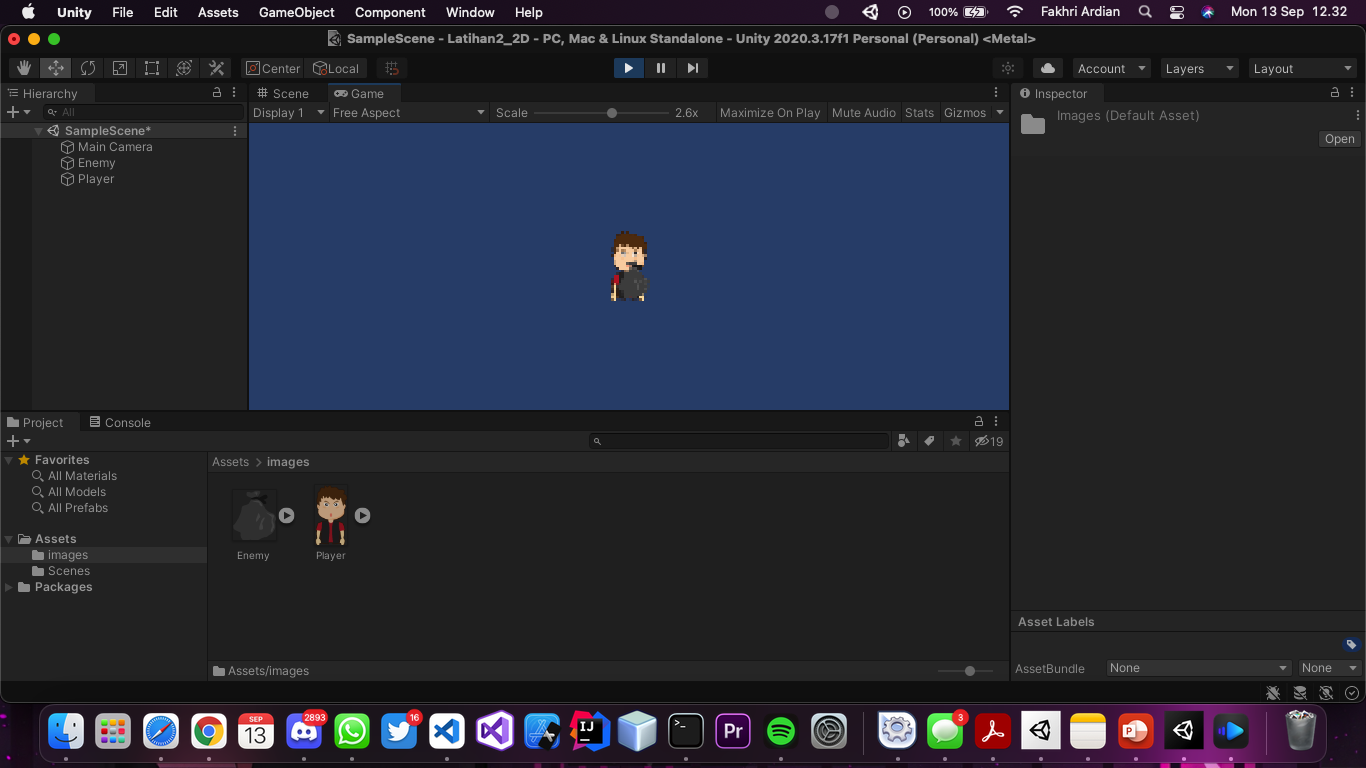 Unity File Edit Assets GameObject Component Window Help 100% Fakhri Ardian Mon 13 Sep 12.32
SampleScene - Latihan2_2D - PC, Mac & Linux Standalone - Unity 2020.3.17f1 Personal (Personal) <Metal>
Center Local Account Layers Layout
Hierarchy Scene Game Inspector
All Display 1 Free Aspect Scale 2.6x Maximize On Play Mute Audio Stats Gizmos Images (Default Asset)
SampleScene* Open
Main Camera
Enemy
Player
Project Console
19
Favorites Assets > images
All Materials
All Models
All Prefabs
Assets
images Enemy Player
Scenes
Packages
Asset Labels
Assets/images AssetBundle None None
SEP
13
2893
16
IJ
>_
Pr
3
P